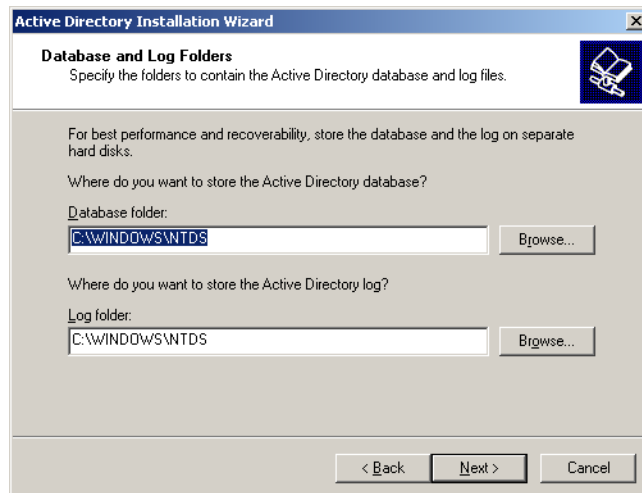 Active Directory Installation Wizard
Database and Log Folders
Specify the folders to contain the Active Directory database and log files.
For best performance and recoverability, store the database and the log on separate
hard disks.
Where do you want to store the Active Directory database?
Database folder:
C:\WINDOWS\NTDS
Browse...
Where do you want to store the Active Directory log?
Log folder:
C:\WINDOWS\NTDS
Browse...
< Back
Next >
Cancel